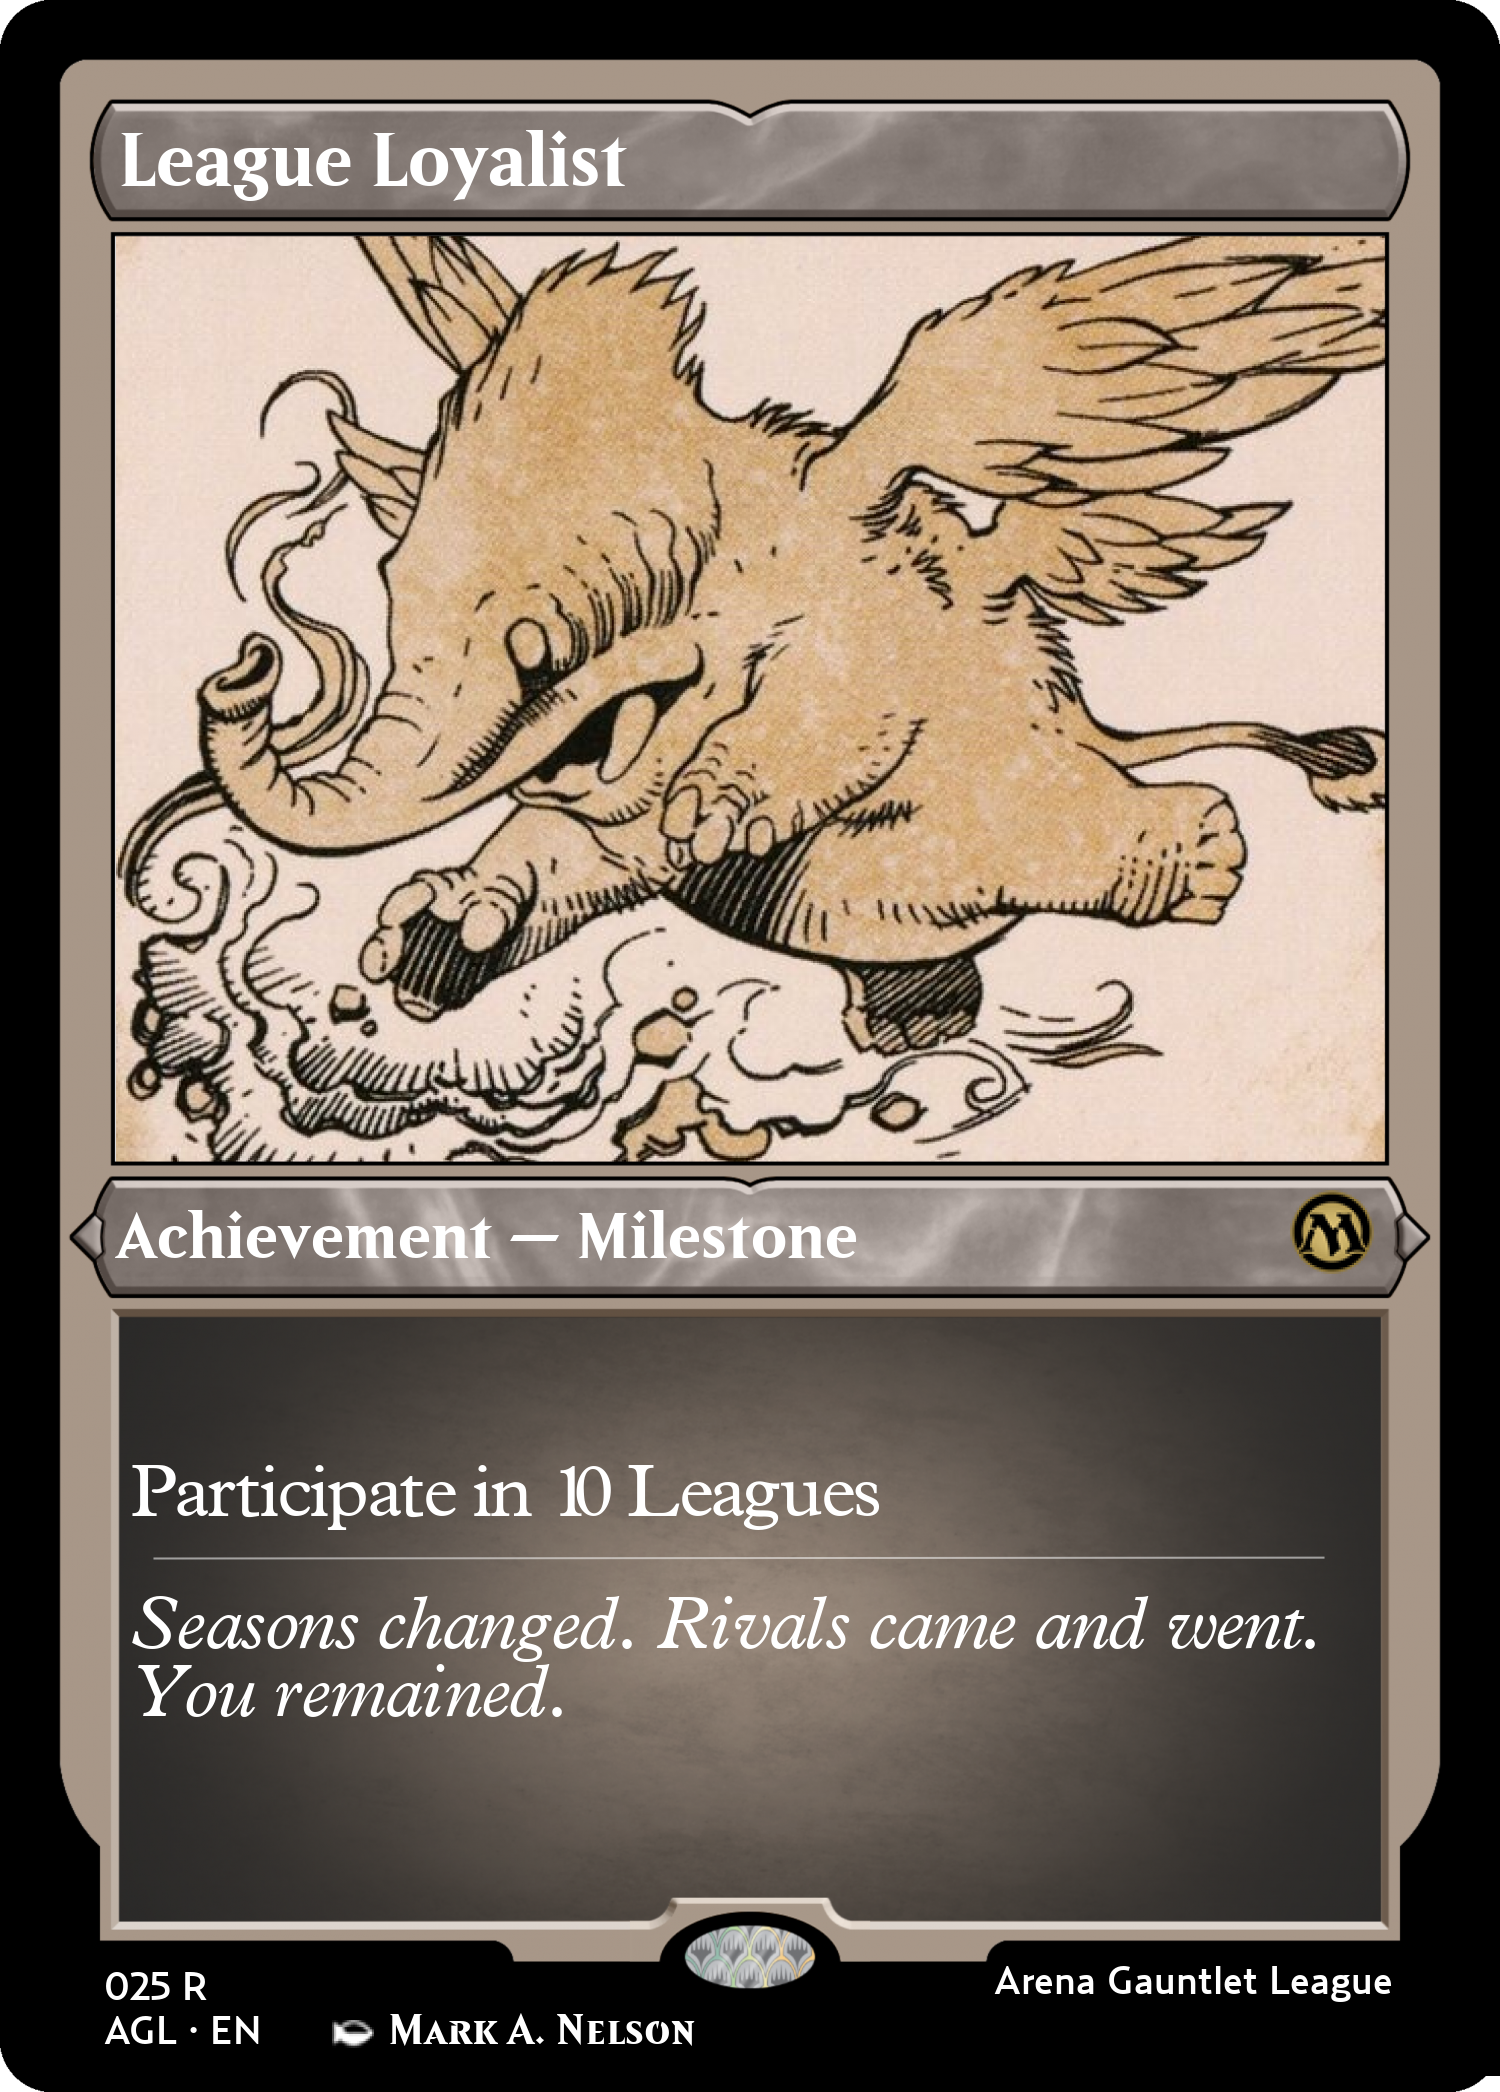 League Loyalist
Achievement — Milestone
Participate in 10 Leagues
Seasons changed. Rivals came and went.
You remained.
025 R
Arena Gauntlet League
AGL · EN MARK A. NELSON